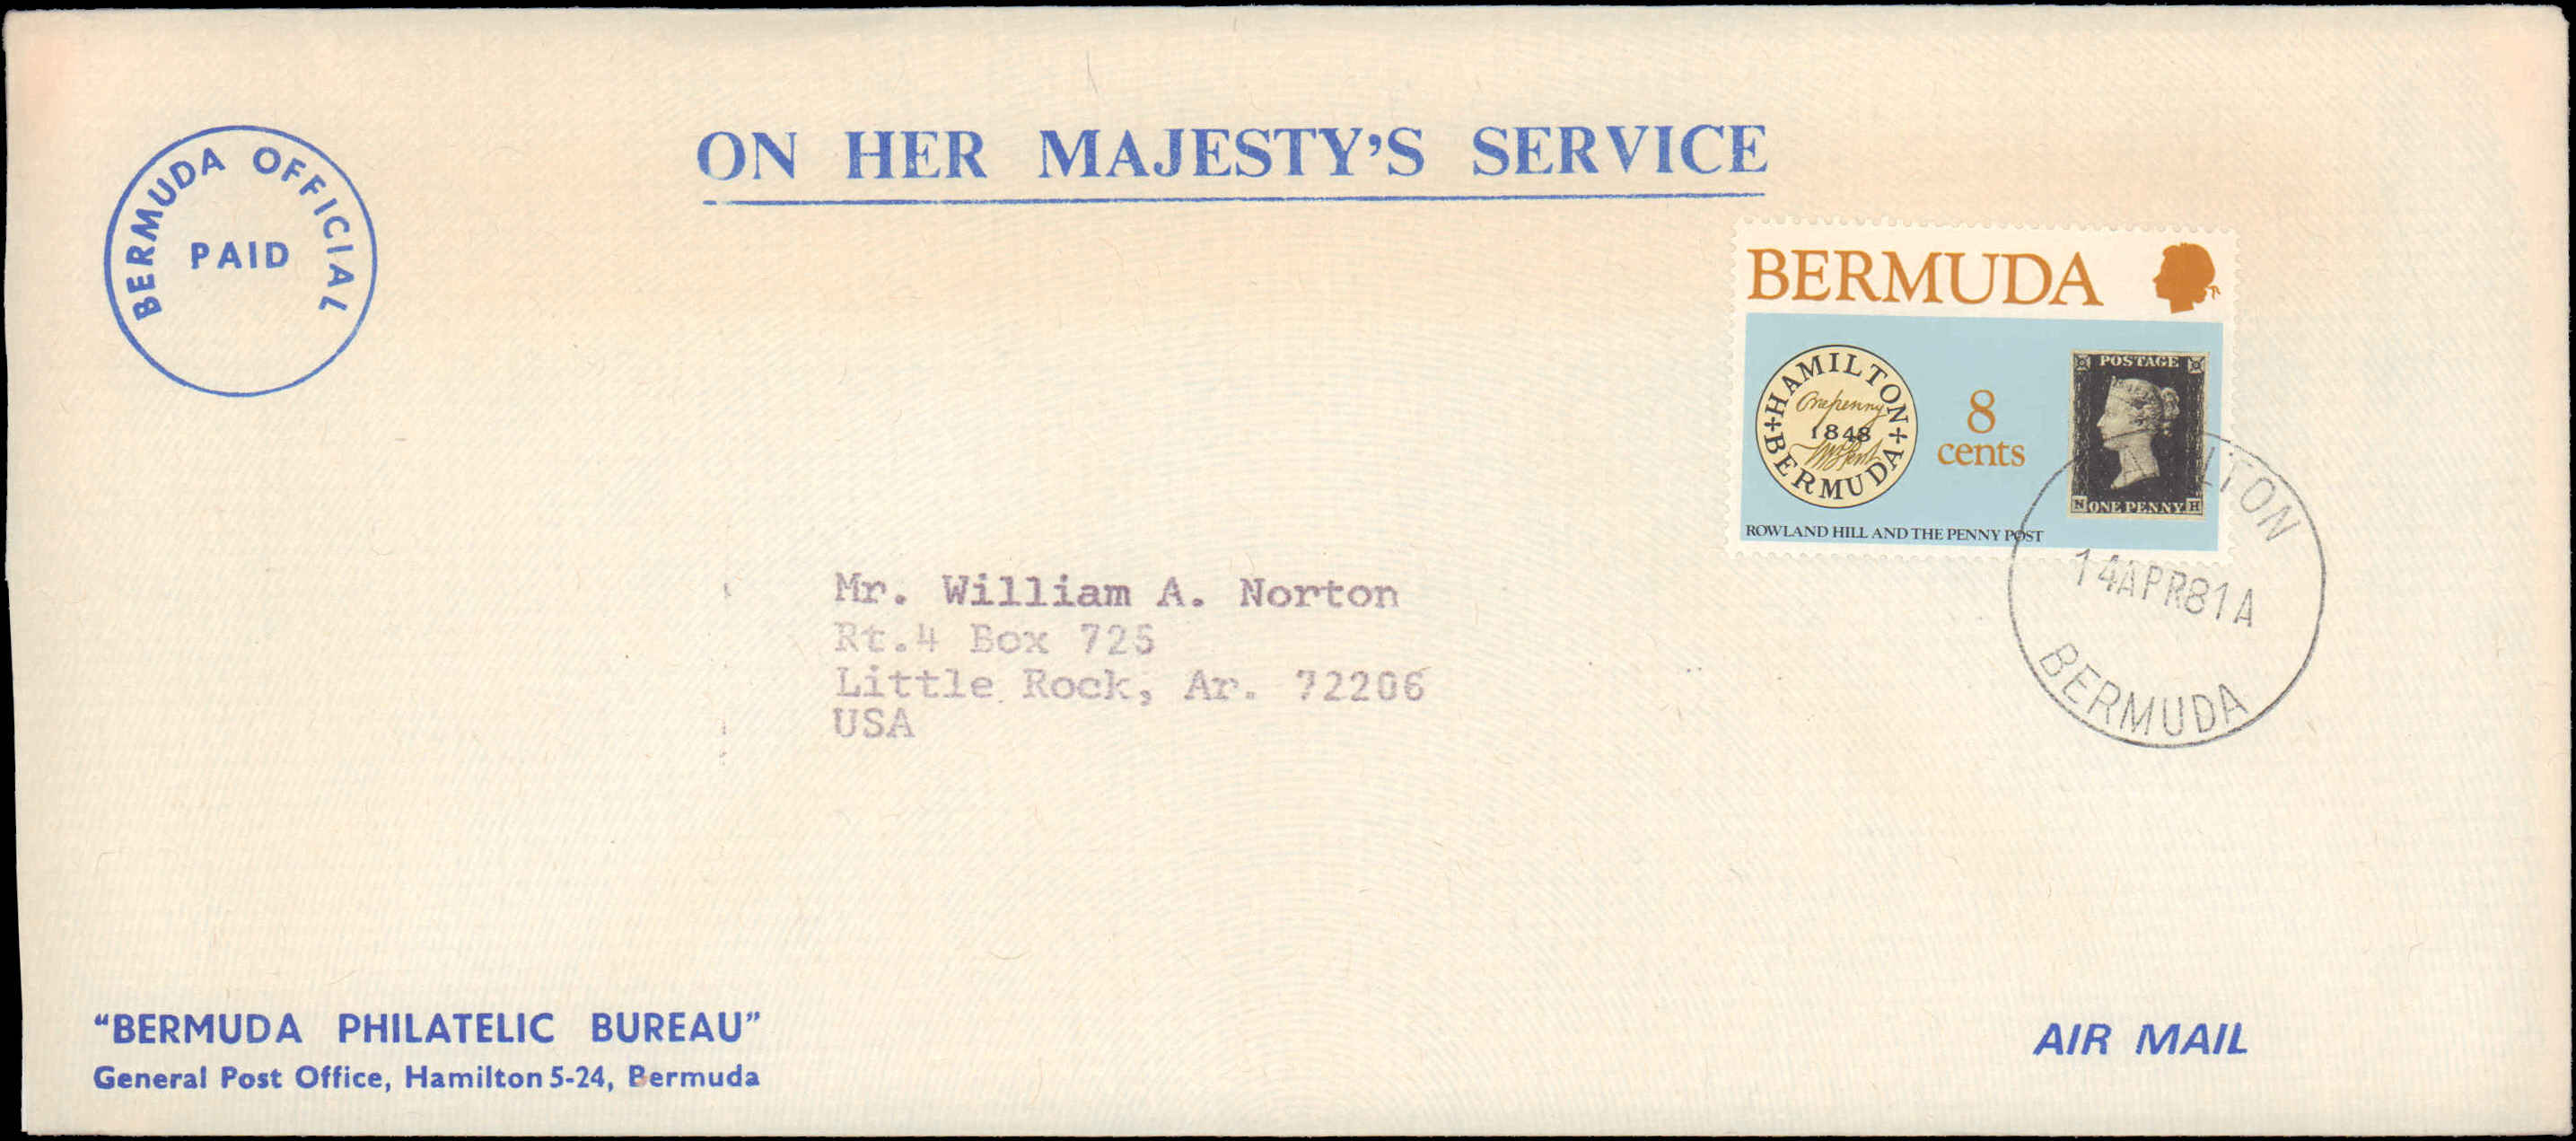 ON HER MAJESTY'S SERVICE
BERMUDA OFFICIAL
PAID
BERMUDA
HAMILTON
One penny
1848
BERMUDA
8
cents
POSTAGE
N ONE PENNY H
ROWLAND HILL AND THE PENNY POST
14APR81A
BERMUDA
Mr. William A. Norton
Rt.4 Box 725
Little Rock, Ar. 72206
USA
"BERMUDA PHILATELIC BUREAU"
General Post Office, Hamilton 5-24, Bermuda
AIR MAIL